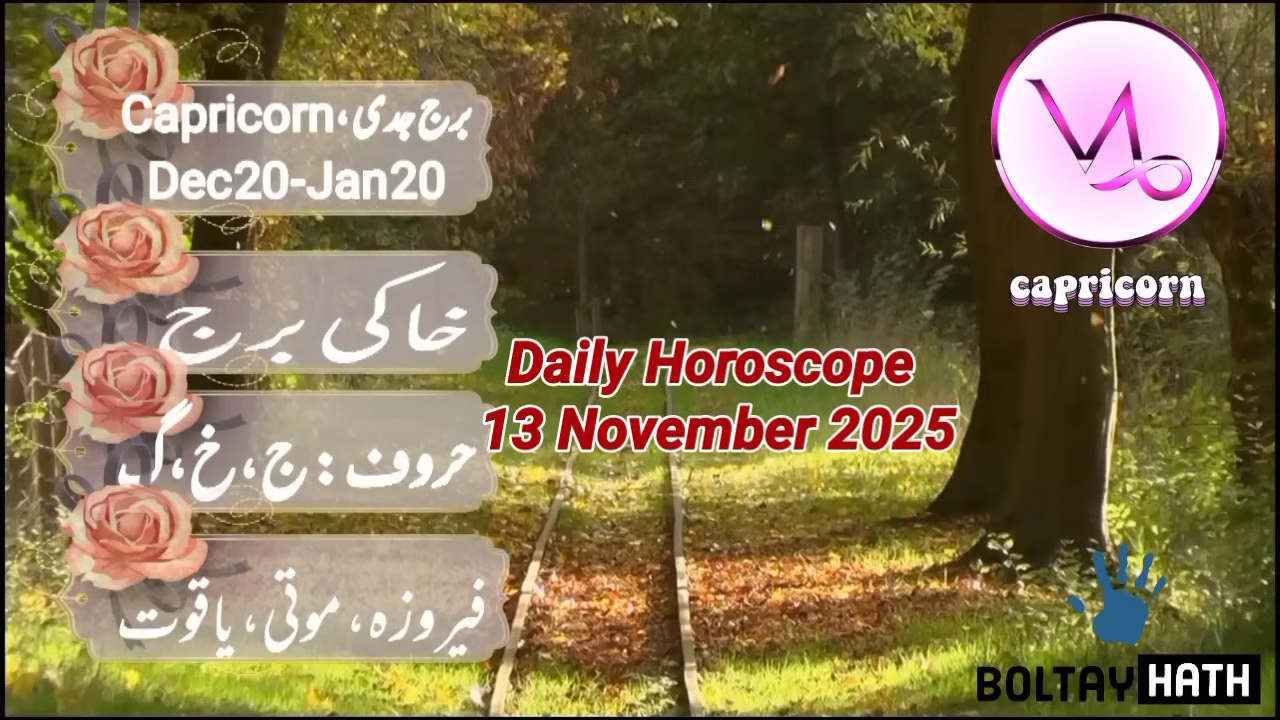 برج جدی، Capricorn
Dec20-Jan20
خاکی برج
حروف : ج، خ، گ
فیروزہ، موتی، یاقوت
Daily Horoscope
13 November 2025
capricorn
BOLTAY HATH